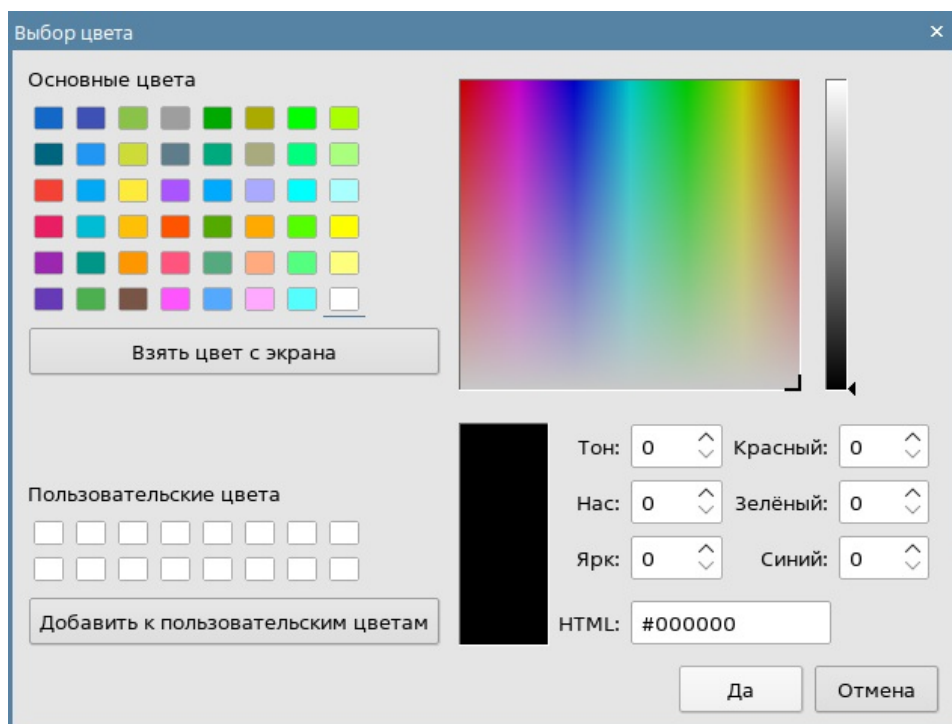 Выбор цвета
Основные цвета
Взять цвет с экрана
Пользовательские цвета
Добавить к пользовательским цветам
Тон: 0 Красный: 0
Нас: 0 Зелёный: 0
Ярк: 0 Синий: 0
HTML: #000000
Да Отмена